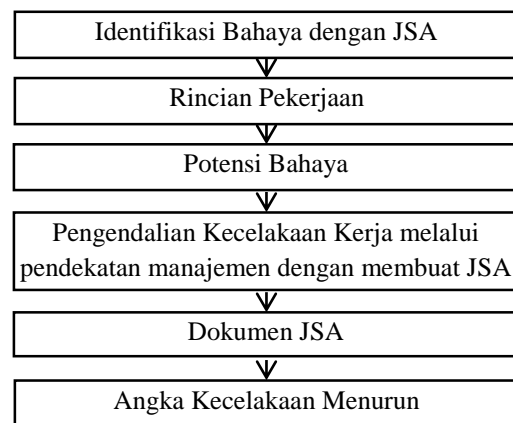 Identifikasi Bahaya dengan JSA
Rincian Pekerjaan
Potensi Bahaya
Pengendalian Kecelakaan Kerja melalui
pendekatan manajemen dengan membuat JSA
Dokumen JSA
Angka Kecelakaan Menurun